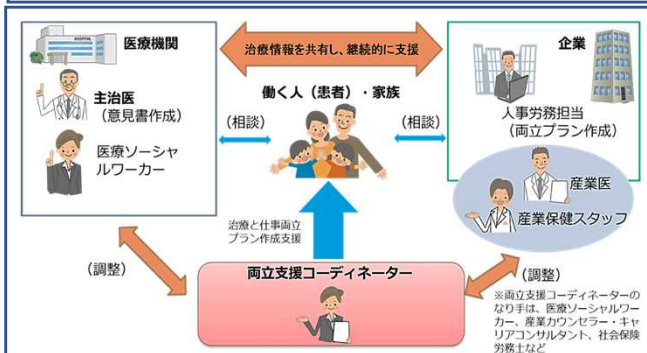 医療機関
HOSPITAL
主治医
（意見書作成）
医療ソーシャ
ルワーカー
治療情報を共有し、継続的に支援
働く人（患者）・家族
（相談）
（相談）
企業
人事労務担当
（両立プラン作成）
産業医
産業保健スタッフ
治療と仕事両立
プラン作成支援
（調整）
両立支援コーディネーター
（調整）
※両立支援コーディネーターの
なり手は、医療ソーシャルワー
カー、産業カウンセラー・キャ
リアコンサルタント、社会保険
労務士など